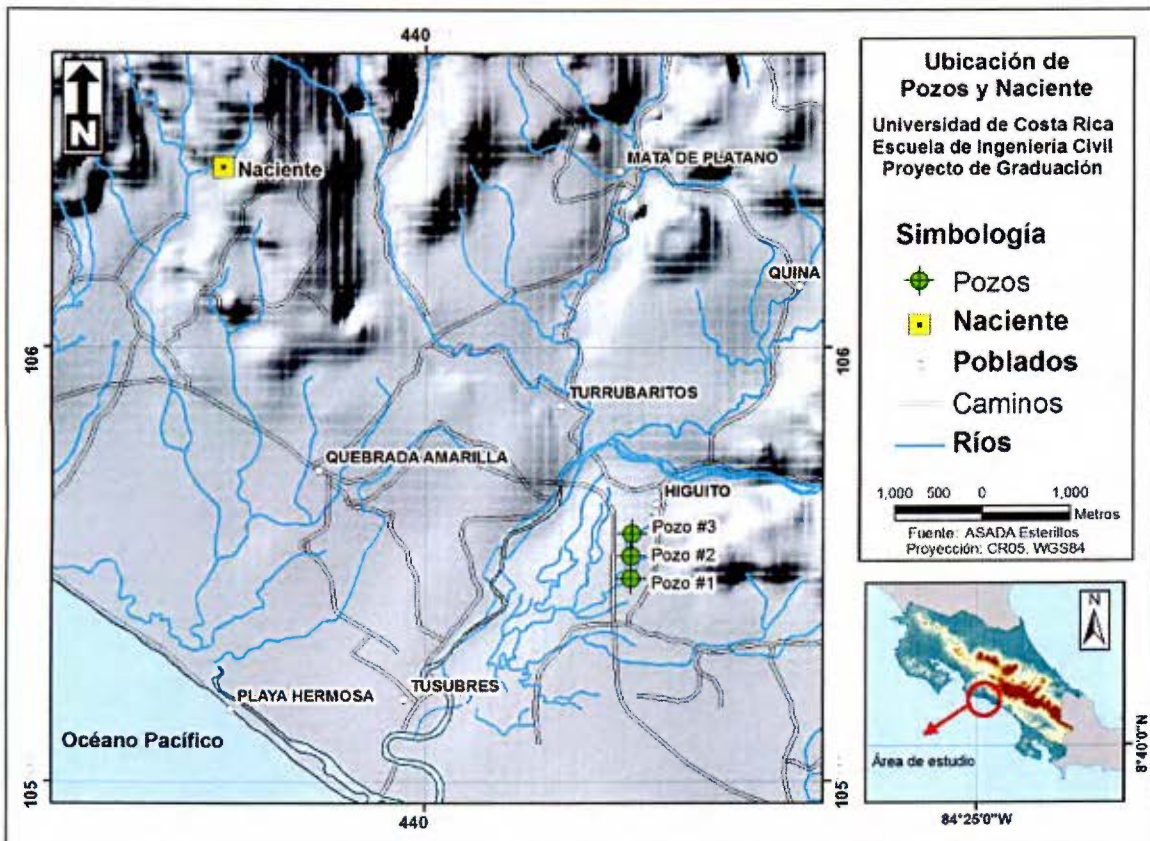 440
N
Naciente
MATA DE PLATANO
QUINA
106
106
TURRUBARITOS
QUEBRADA AMARILLA
HIGUITO
Pozo #3
Pozo #2
Pozo #1
PLAYA HERMOSA
TUSUBRES
Océano Pacífico
105
105
440
Ubicación de
Pozos y Naciente
Universidad de Costa Rica
Escuela de Ingeniería Civil
Proyecto de Graduación
Simbología
Pozos
Naciente
Poblados
Caminos
Ríos
1,000 500 0 1,000
Metros
Fuente: ASADA Esterillos
Proyección: CR05, WGS84
N
Área de estudio
8°40'0"N
84°25'0"W